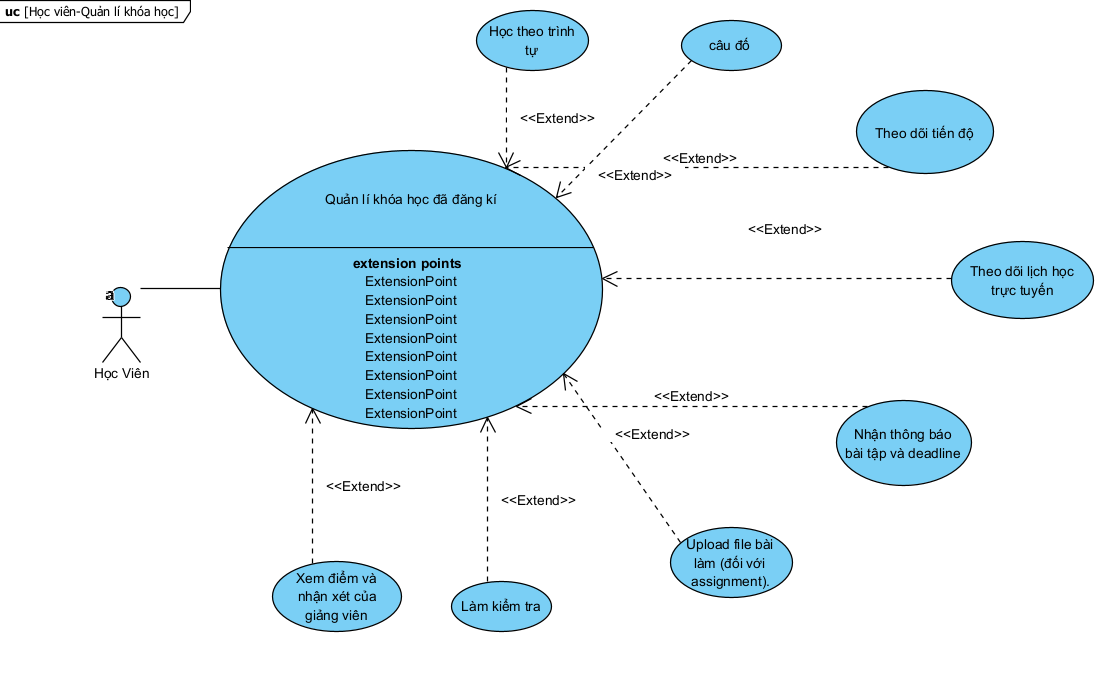 uc [Học viên-Quản lí khóa học]
Học theo trình
tự
câu đố
<<Extend>>
Theo dõi tiến độ
<<Extend>>
<<Extend>>
Quản lí khóa học đã đăng kí
<<Extend>>
extension points
ExtensionPoint
ExtensionPoint
ExtensionPoint
ExtensionPoint
ExtensionPoint
ExtensionPoint
ExtensionPoint
ExtensionPoint
Theo dõi lịch học
trực tuyến
a
Học Viên
<<Extend>>
<<Extend>>
Nhận thông báo
bài tập và deadline
<<Extend>>
<<Extend>>
Upload file bài
làm (đối với
assignment).
Xem điểm và
nhận xét của
giảng viên
Làm kiểm tra